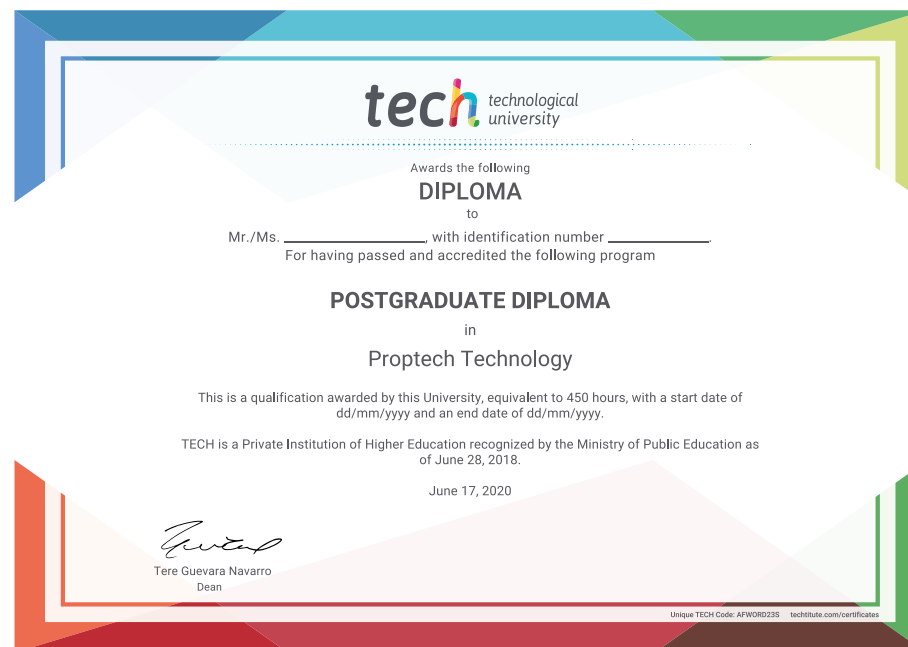 tech technological
university
Awards the following
DIPLOMA
to
Mr./Ms. ____________, with identification number ____________.
For having passed and accredited the following program
POSTGRADUATE DIPLOMA
in
Proptech Technology
This is a qualification awarded by this University, equivalent to 450 hours, with a start date of
dd/mm/yyyy and an end date of dd/mm/yyyy.
TECH is a Private Institution of Higher Education recognized by the Ministry of Public Education as
of June 28, 2018.
June 17, 2020
Tere Guevara Navarro
Dean
Unique TECH Code: AFWORD23S techtitute.com/certificates